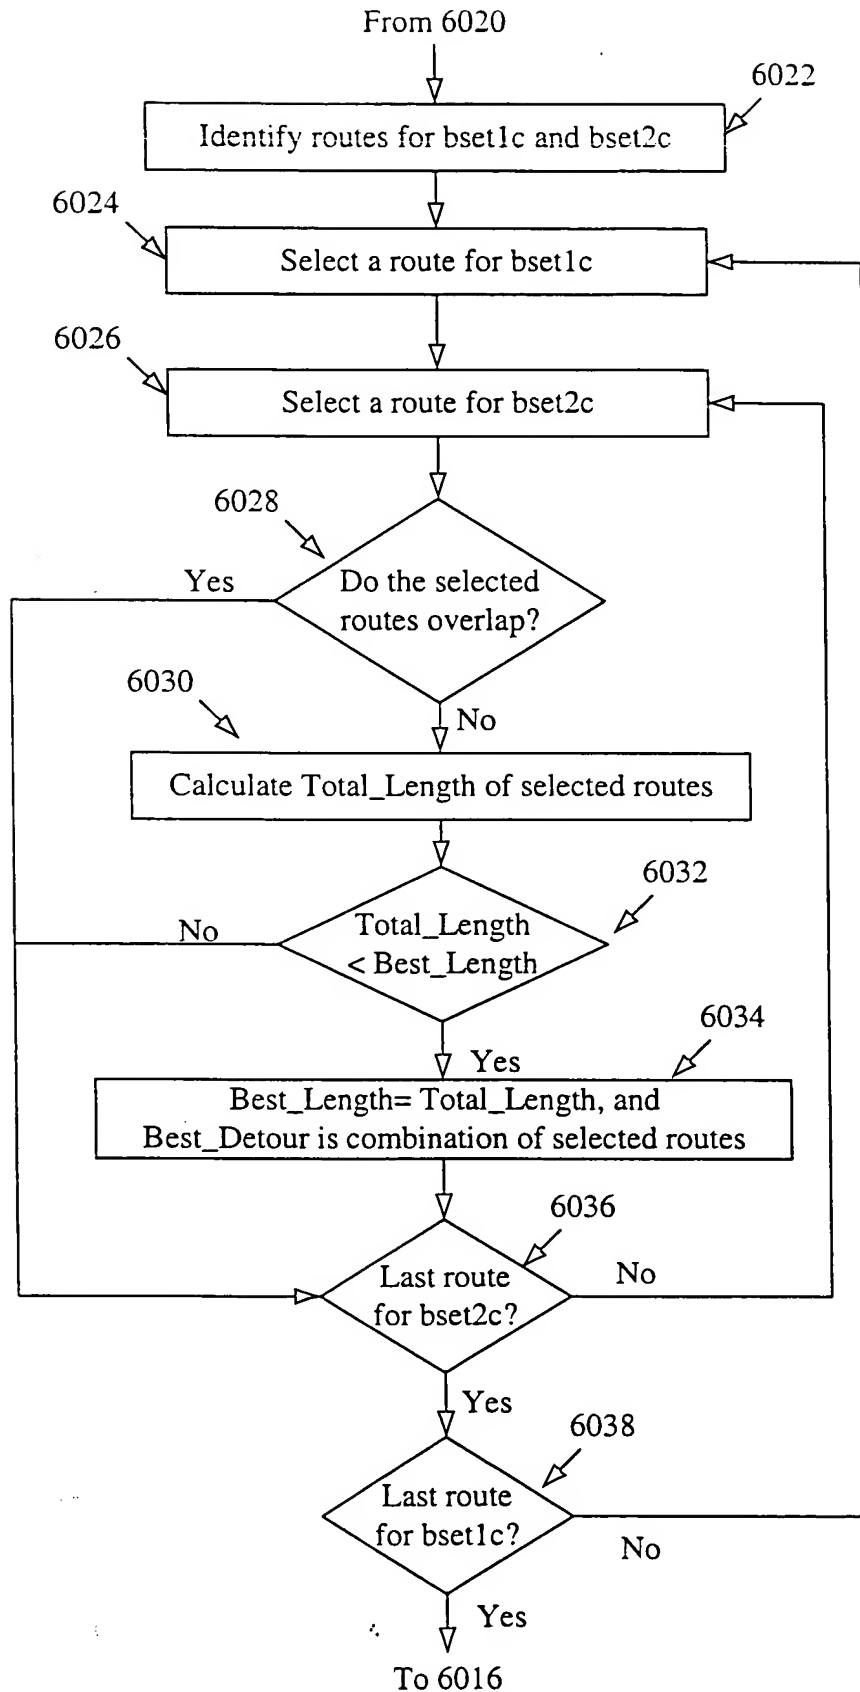 From 6020
6022
Identify routes for bset1c and bset2c
6024
Select a route for bset1c
6026
Select a route for bset2c
6028
Yes
Do the selected
routes overlap?
6030
No
Calculate Total_Length of selected routes
6032
No
Total_Length
< Best_Length
6034
Yes
Best_Length= Total_Length, and
Best_Detour is combination of selected routes
6036
Last route
for bset2c?
No
Yes
6038
Last route
for bset1c?
No
Yes
To 6016